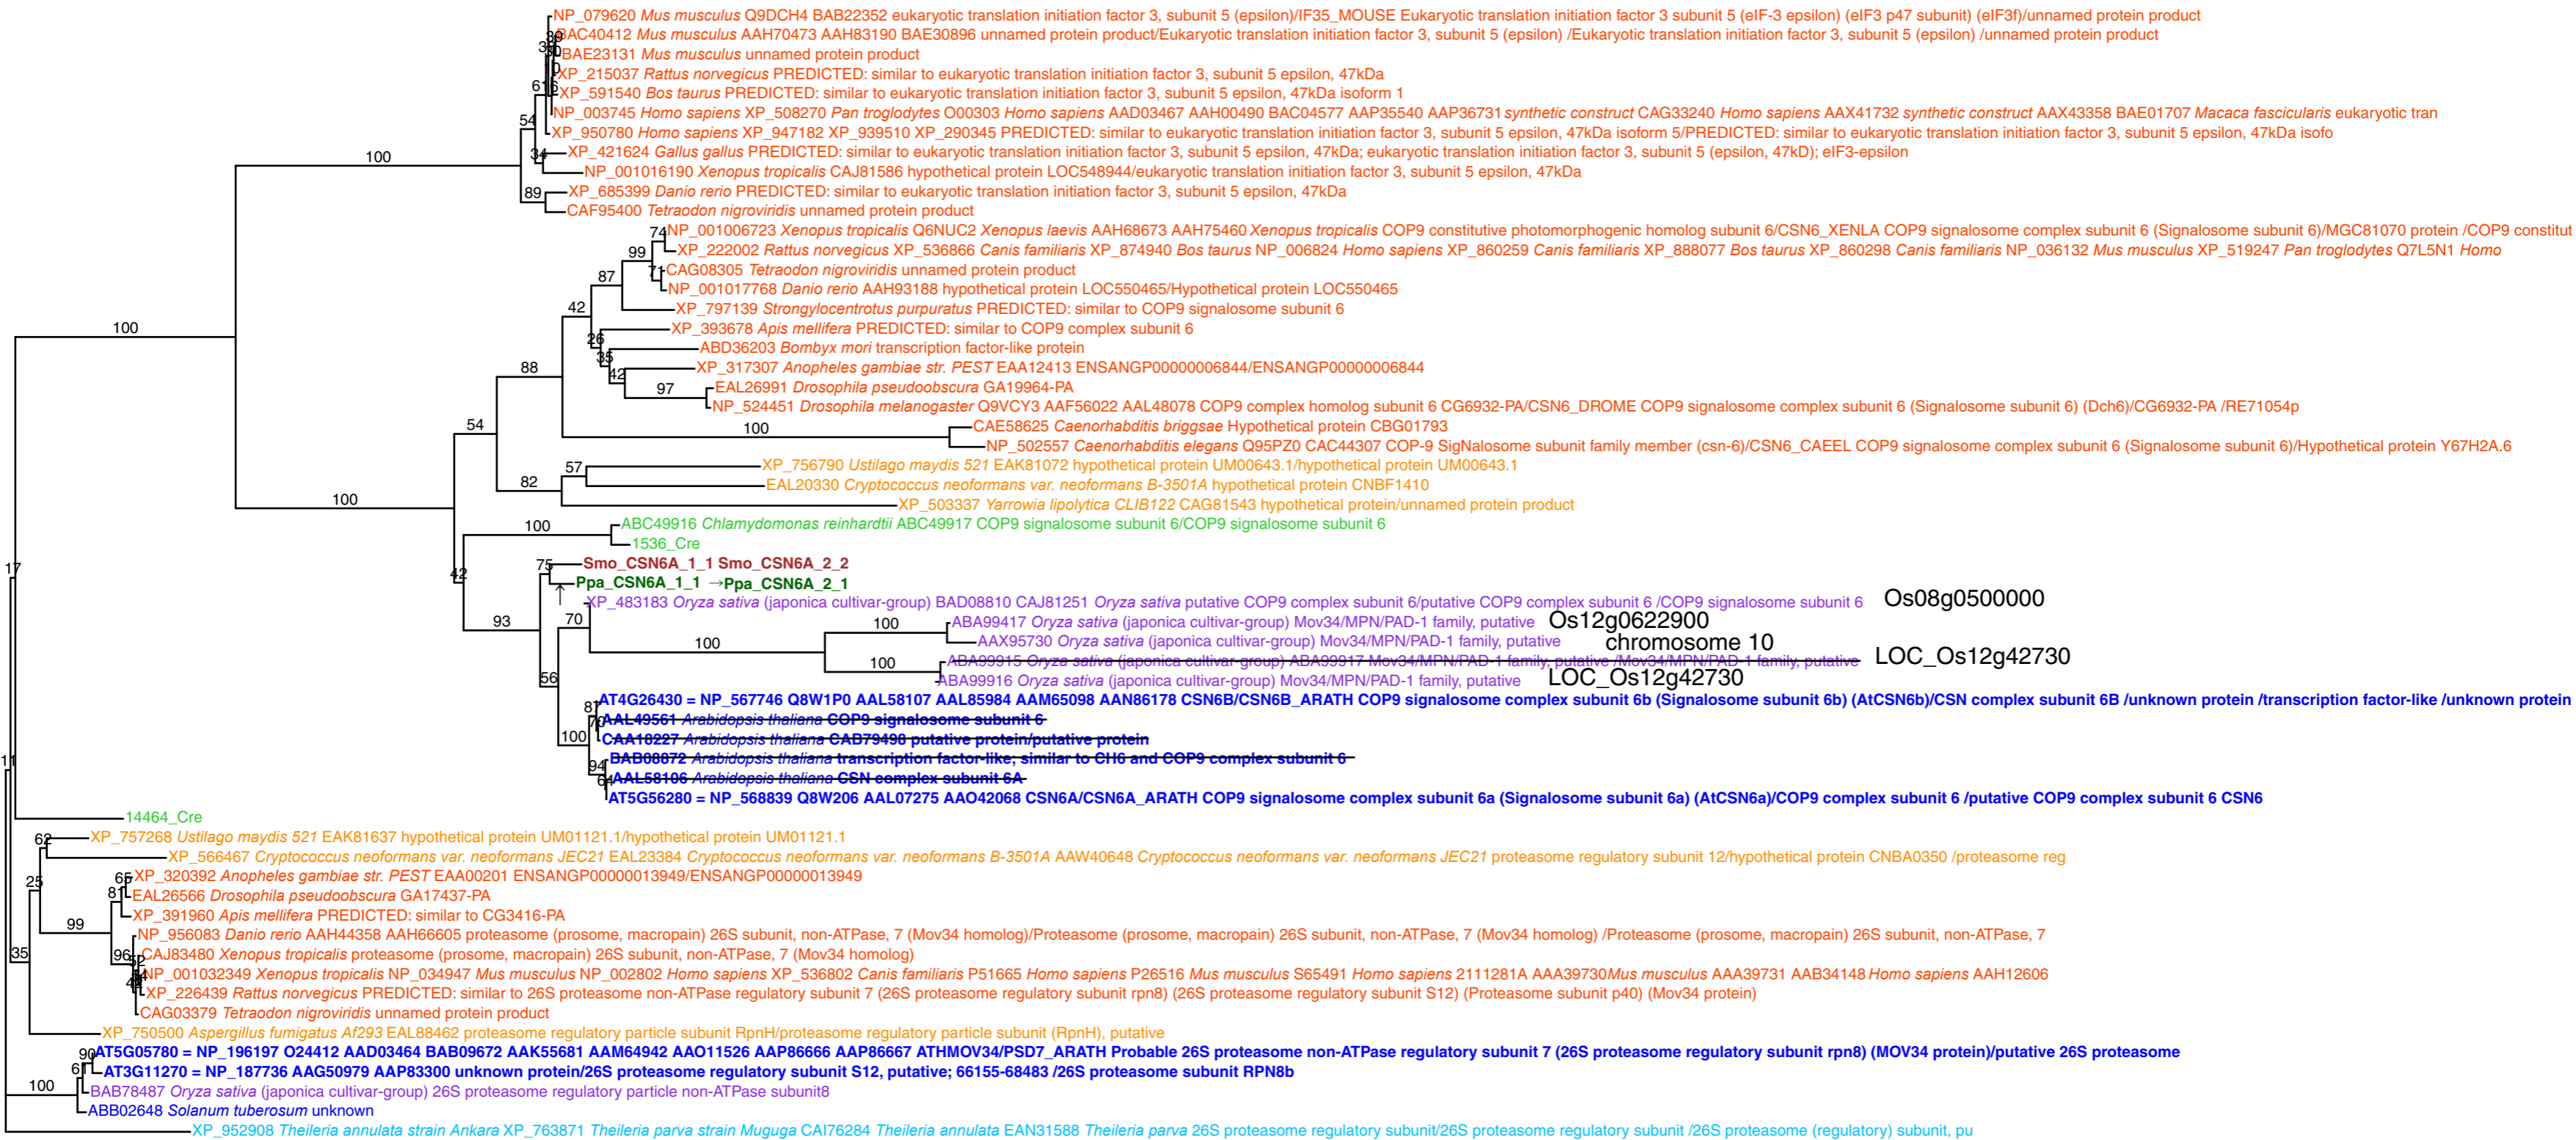 NP_079620 Mus musculus Q9DCH4 BAB22352 eukaryotic translation initiation factor 3, subunit 5 (epsilon)/IF35_MOUSE Eukaryotic translation initiation factor 3 subunit 5 (eIF-3 epsilon) (eIF3 p47 subunit) (eIF3f)/unnamed protein product
BAC40412 Mus musculus AAH70473 AAH83190 BAE30896 unnamed protein product/Eukaryotic translation initiation factor 3, subunit 5 (epsilon) /Eukaryotic translation initiation factor 3, subunit 5 (epsilon) /unnamed protein product
BAE23131 Mus musculus unnamed protein product
XP_215037 Rattus norvegicus PREDICTED: similar to eukaryotic translation initiation factor 3, subunit 5 epsilon, 47kDa
XP_591540 Bos taurus PREDICTED: similar to eukaryotic translation initiation factor 3, subunit 5 epsilon, 47kDa isoform 1
NP_003745 Homo sapiens XP_508270 Pan troglodytes O00303 Homo sapiens AAD03467 AAH00490 BAC04577 AAP35540 AAP36731 synthetic construct CAG33240 Homo sapiens AAX41732 synthetic construct AAX43358 BAE01707 Macaca fascicularis eukaryotic tran
54
XP_950780 Homo sapiens XP_947182 XP_939510 XP_290345 PREDICTED: similar to eukaryotic translation initiation factor 3, subunit 5 epsilon, 47kDa isoform 5/PREDICTED: similar to eukaryotic translation initiation factor 3, subunit 5 epsilon, 47kDa isofo
100
34 XP_421624 Gallus gallus PREDICTED: similar to eukaryotic translation initiation factor 3, subunit 5 epsilon, 47kDa; eukaryotic translation initiation factor 3, subunit 5 (epsilon, 47kD); eIF3-epsilon
NP_001016190 Xenopus tropicalis CAJ81586 hypothetical protein LOC548944/eukaryotic translation initiation factor 3, subunit 5 epsilon, 47kDa
89 XP_685399 Danio rerio PREDICTED: similar to eukaryotic translation initiation factor 3, subunit 5 epsilon, 47kDa
CAF95400 Tetraodon nigroviridis unnamed protein product
74 NP_001006723 Xenopus tropicalis Q6NUC2 Xenopus laevis AAH68673 AAH75460 Xenopus tropicalis COP9 constitutive photomorphogenic homolog subunit 6/CSN6_XENLA COP9 signalosome complex subunit 6 (Signalosome subunit 6)/MGC81070 protein /COP9 constitut
99 XP_222002 Rattus norvegicus XP_536866 Canis familiaris XP_874940 Bos taurus NP_006824 Homo sapiens XP_860259 Canis familiaris XP_888077 Bos taurus XP_860298 Canis familiaris NP_036132 Mus musculus XP_519247 Pan troglodytes Q7L5N1 Homo
87 71 CAG08305 Tetraodon nigroviridis unnamed protein product
NP_001017768 Danio rerio AAH93188 hypothetical protein LOC550465/Hypothetical protein LOC550465
42 XP_797139 Strongylocentrotus purpuratus PREDICTED: similar to COP9 signalosome subunit 6
100 26 XP_393678 Apis mellifera PREDICTED: similar to COP9 complex subunit 6
35 ABD36203 Bombyx mori transcription factor-like protein
88 42 XP_317307 Anopheles gambiae str. PEST EAA12413 ENSANGP00000006844/ENSANGP00000006844
97 EAL26991 Drosophila pseudoobscura GA19964-PA
NP_524451 Drosophila melanogaster Q9VCY3 AAF56022 AAL48078 COP9 complex homolog subunit 6 CG6932-PA/CSN6_DROME COP9 signalosome complex subunit 6 (Signalosome subunit 6) (Dch6)/CG6932-PA /RE71054p
54 100 CAE58625 Caenorhabditis briggsae Hypothetical protein CBG01793
NP_502557 Caenorhabditis elegans Q95PZ0 CAC44307 COP-9 SigNalosome subunit family member (csn-6)/CSN6_CAEEL COP9 signalosome complex subunit 6 (Signalosome subunit 6)/Hypothetical protein Y67H2A.6
57 XP_756790 Ustilago maydis 521 EAK81072 hypothetical protein UM00643.1/hypothetical protein UM00643.1
82 EAL20330 Cryptococcus neoformans var. neoformans B-3501A hypothetical protein CNBF1410
100 XP_503337 Yarrowia lipolytica CLIB122 CAG81543 hypothetical protein/unnamed protein product
100 ABC49916 Chlamydomonas reinhardtii ABC49917 COP9 signalosome subunit 6/COP9 signalosome subunit 6
1536_Cre
17 42 75 Smo_CSN6A_1_1 Smo_CSN6A_2_2
Ppa_CSN6A_1_1 →Ppa_CSN6A_2_1
XP_483183 Oryza sativa (japonica cultivar-group) BAD08810 CAJ81251 Oryza sativa putative COP9 complex subunit 6/putative COP9 complex subunit 6 /COP9 signalosome subunit 6 Os08g0500000
93 70 100 ABA99417 Oryza sativa (japonica cultivar-group) Mov34/MPN/PAD-1 family, putative Os12g0622900
100 AAX95730 Oryza sativa (japonica cultivar-group) Mov34/MPN/PAD-1 family, putative chromosome 10
100 ABA99915 Oryza sativa (japonica cultivar-group) ABA99917 Mov34/MPN/PAD-1 family, putative /Mov34/MPN/PAD-1 family, putative LOC_Os12g42730
56 ABA99916 Oryza sativa (japonica cultivar-group) Mov34/MPN/PAD-1 family, putative LOC_Os12g42730
AT4G26430 = NP_567746 Q8W1P0 AAL58107 AAL85984 AAM65098 AAN86178 CSN6B/CSN6B_ARATH COP9 signalosome complex subunit 6b (Signalosome subunit 6b) (AtCSN6b)/CSN complex subunit 6B /unknown protein /transcription factor-like /unknown protein
AAL49561 Arabidopsis thaliana COP9 signalosome subunit 6
100 CAA18227 Arabidopsis thaliana CAB79498 putative protein/putative protein
94 BAB08872 Arabidopsis thaliana transcription factor-like; similar to CH6 and COP9 complex subunit 6
AAL58106 Arabidopsis thaliana CSN complex subunit 6A
AT5G56280 = NP_568839 Q8W206 AAL07275 AAO42068 CSN6A/CSN6A_ARATH COP9 signalosome complex subunit 6a (Signalosome subunit 6a) (AtCSN6a)/COP9 complex subunit 6 /putative COP9 complex subunit 6 CSN6
11 14464_Cre
62 XP_757268 Ustilago maydis 521 EAK81637 hypothetical protein UM01121.1/hypothetical protein UM01121.1
XP_566467 Cryptococcus neoformans var. neoformans JEC21 EAL23384 Cryptococcus neoformans var. neoformans B-3501A AAW40648 Cryptococcus neoformans var. neoformans JEC21 proteasome regulatory subunit 12/hypothetical protein CNBA0350 /proteasome reg
25 65 XP_320392 Anopheles gambiae str. PEST EAA00201 ENSANGP00000013949/ENSANGP00000013949
81 EAL26566 Drosophila pseudoobscura GA17437-PA
XP_391960 Apis mellifera PREDICTED: similar to CG3416-PA
99 NP_956083 Danio rerio AAH44358 AAH66605 proteasome (prosome, macropain) 26S subunit, non-ATPase, 7 (Mov34 homolog)/Proteasome (prosome, macropain) 26S subunit, non-ATPase, 7 (Mov34 homolog) /Proteasome (prosome, macropain) 26S subunit, non-ATPase, 7
35 96 CAJ83480 Xenopus tropicalis proteasome (prosome, macropain) 26S subunit, non-ATPase, 7 (Mov34 homolog)
NP_001032349 Xenopus tropicalis NP_034947 Mus musculus NP_002802 Homo sapiens XP_536802 Canis familiaris P51665 Homo sapiens P26516 Mus musculus S65491 Homo sapiens 2111281A AAA39730 Mus musculus AAA39731 AAB34148 Homo sapiens AAH12606
XP_226439 Rattus norvegicus PREDICTED: similar to 26S proteasome non-ATPase regulatory subunit 7 (26S proteasome regulatory subunit rpn8) (26S proteasome regulatory subunit S12) (Proteasome subunit p40) (Mov34 protein)
CAG03379 Tetraodon nigroviridis unnamed protein product
XP_750500 Aspergillus fumigatus Af293 EAL88462 proteasome regulatory particle subunit RpnH/proteasome regulatory particle subunit (RpnH), putative
90 AT5G05780 = NP_196197 O24412 AAD03464 BAB09672 AAK55681 AAM64942 AAO11526 AAP86666 AAP86667 ATHMOV34/PSD7_ARATH Probable 26S proteasome non-ATPase regulatory subunit 7 (26S proteasome regulatory subunit rpn8) (MOV34 protein)/putative 26S proteasome
AT3G11270 = NP_187736 AAG50979 AAP83300 unknown protein/26S proteasome regulatory subunit S12, putative; 66155-68483 /26S proteasome subunit RPN8b
100 BAB78487 Oryza sativa (japonica cultivar-group) 26S proteasome regulatory particle non-ATPase subunit8
ABB02648 Solanum tuberosum unknown
XP_952908 Theileria annulata strain Ankara XP_763871 Theileria parva strain Muguga CAI76284 Theileria annulata EAN31588 Theileria parva 26S proteasome regulatory subunit/26S proteasome regulatory subunit /26S proteasome (regulatory) subunit, pu